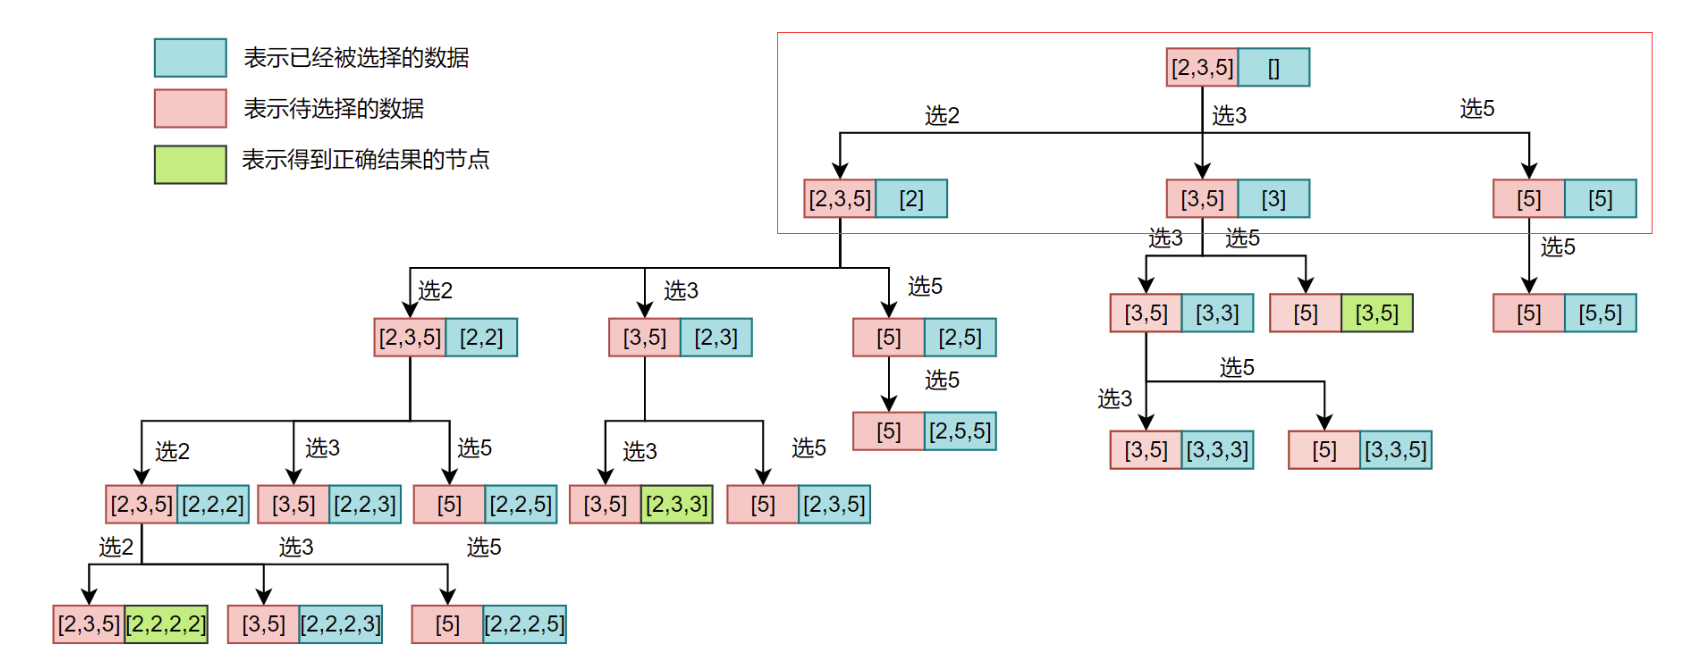 表示已经被选择的数据
表示待选择的数据
表示得到正确结果的节点
[2,3,5] []
选2 选3 选5
[2,3,5] [2] [3,5] [3] [5] [5]
选3 选5 选5
选2 选3 选5
[3,5] [3,3] [5] [3,5] [5] [5,5]
[2,3,5] [2,2] [3,5] [2,3] [5] [2,5]
选5 选3 选5
[5] [2,5,5] [3,5] [3,3,3] [5] [3,3,5]
选2 选3 选5 选3 选5
[2,3,5] [2,2,2] [3,5] [2,2,3] [5] [2,2,5] [3,5] [2,3,3] [5] [2,3,5]
选2 选3 选5
[2,3,5] [2,2,2,2] [3,5] [2,2,2,3] [5] [2,2,2,5]